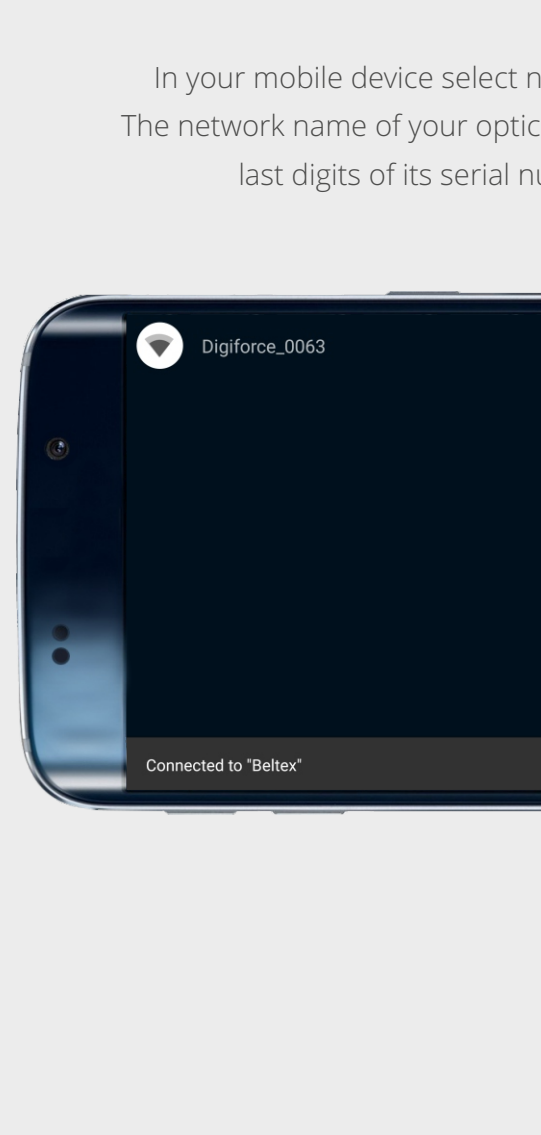 In your mobile device select
The network name of your
last digits of its serial
Digiforce_0063
Connected to "Beltex"